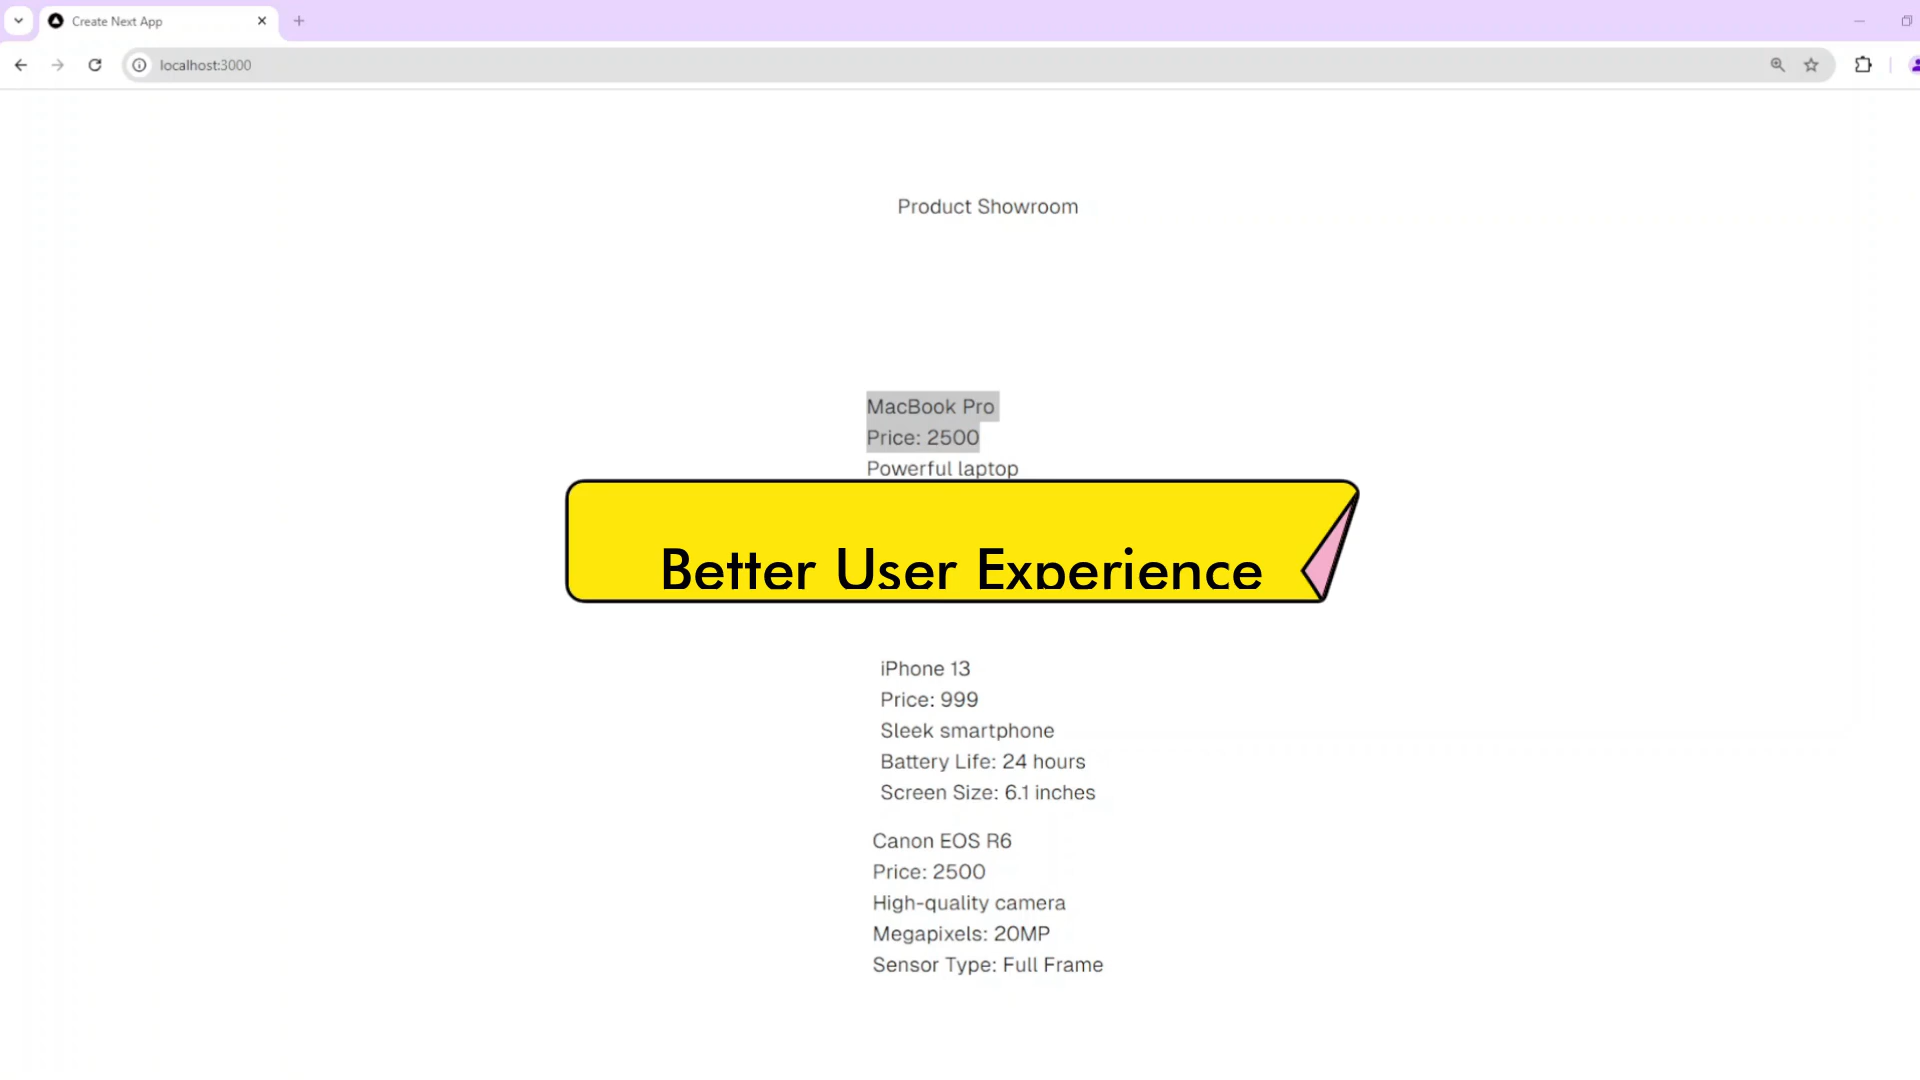 Create Next App
localhost:3000
Product Showroom
MacBook Pro
Price: 2500
Powerful laptop
Better User Experience
iPhone 13
Price: 999
Sleek smartphone
Battery Life: 24 hours
Screen Size: 6.1 inches
Canon EOS R6
Price: 2500
High-quality camera
Megapixels: 20MP
Sensor Type: Full Frame